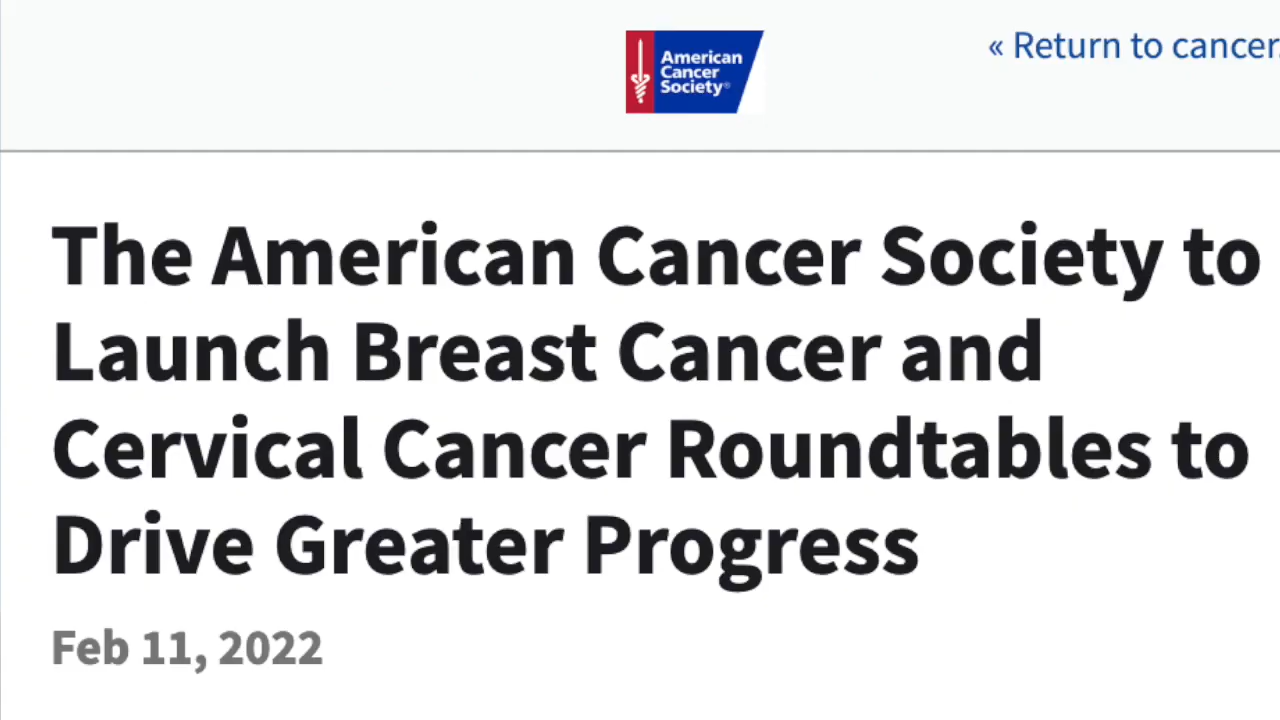 American
Cancer
Society®
« Return to cancer.
The American Cancer Society to
Launch Breast Cancer and
Cervical Cancer Roundtables to
Drive Greater Progress
Feb 11, 2022